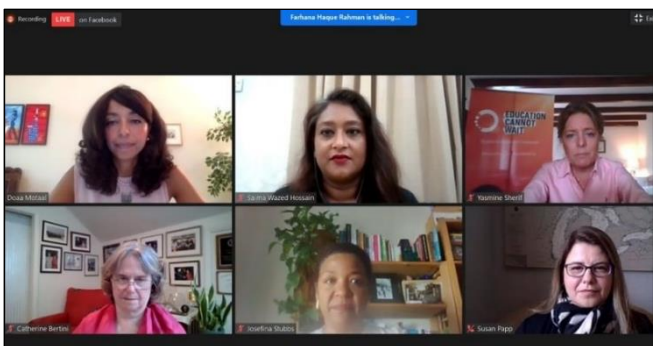 Recording LIVE on Facebook
Farhana Haque Rahman is talking...
EDUCATION
CANNOT
WAIT
Doaa Motaal
Saima Wazed Hossain
Yasmine Sherif
Catherine Bertini
Josefina Stubbs
Susan Papp